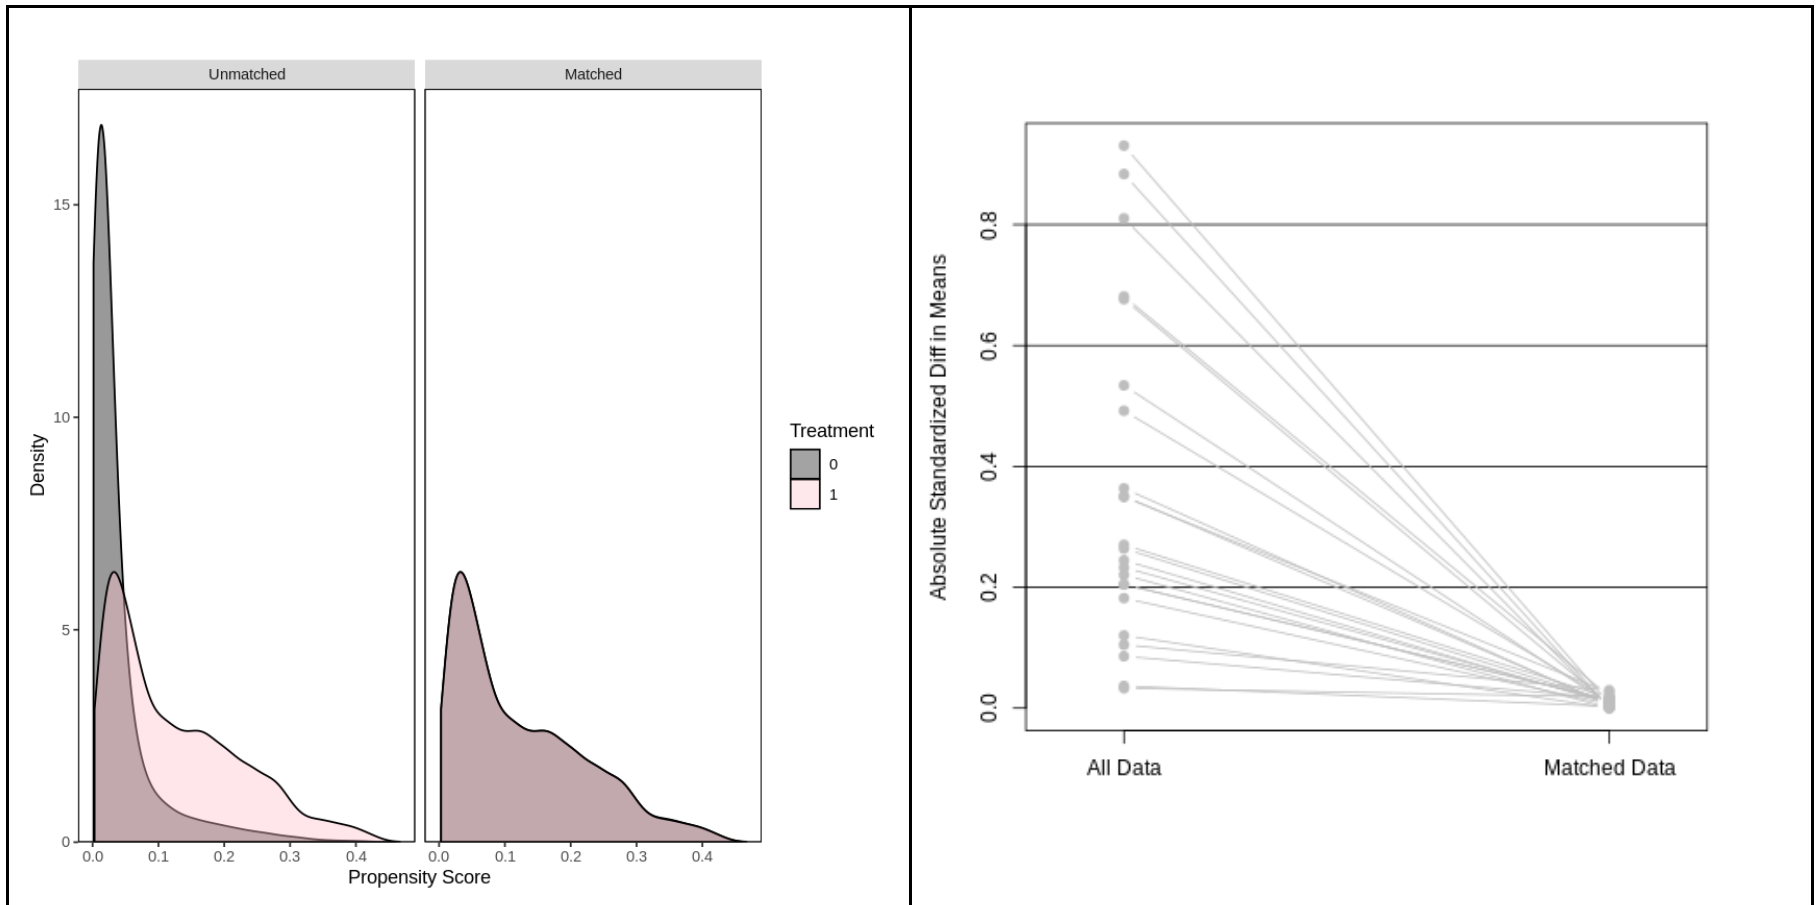 Unmatched
Matched
15
10
5
0
Density
0.0 0.1 0.2 0.3 0.4
0.0 0.1 0.2 0.3 0.4
Propensity Score
Treatment
0
1
Absolute Standardized Diff in Means
0.8
0.6
0.4
0.2
0.0
All Data
Matched Data